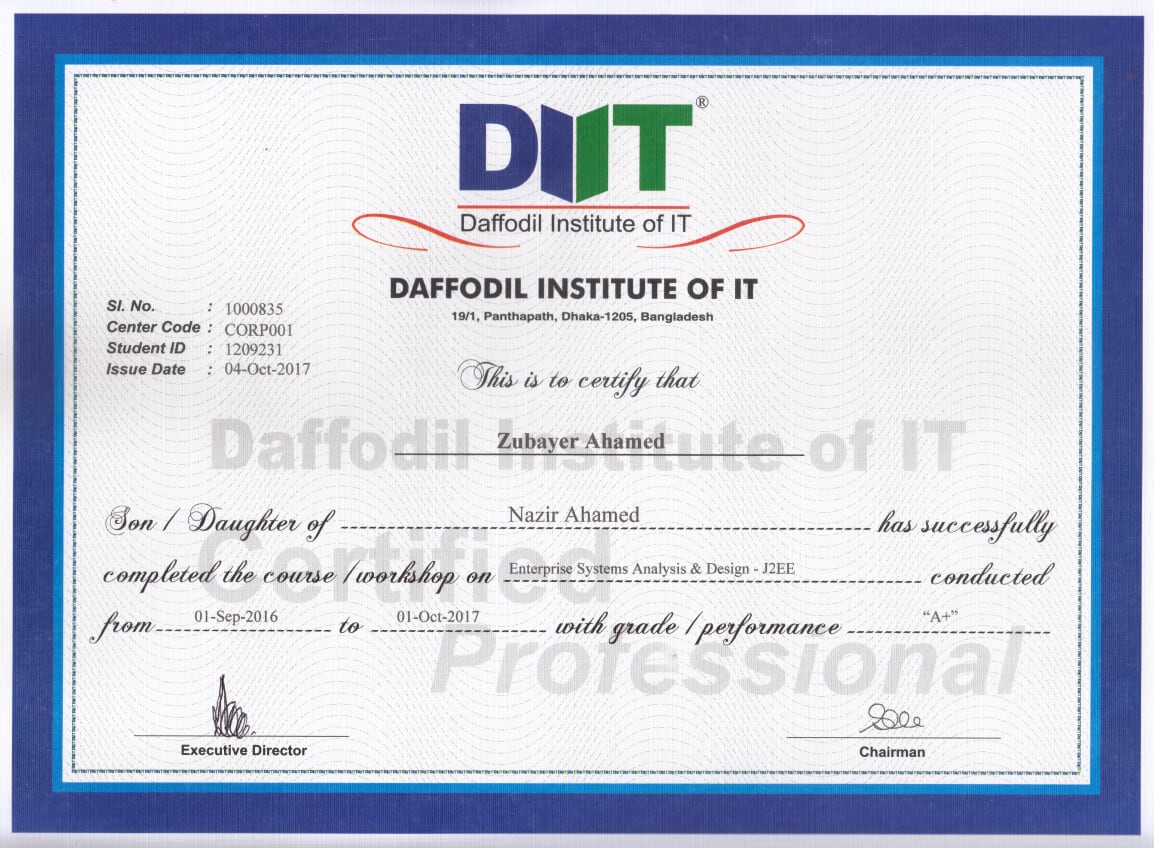 DIIT®
Daffodil Institute of IT
DAFFODIL INSTITUTE OF IT
19/1, Panthapath, Dhaka-1205, Bangladesh
Sl. No. : 1000835
Center Code : CORP001
Student ID : 1209231
Issue Date : 04-Oct-2017
This is to certify that
Daffodil Institute of IT
Zubayer Ahamed
Son / Daughter of Nazir Ahamed has successfully
Certified
completed the course / workshop on Enterprise Systems Analysis & Design - J2EE conducted
from 01-Sep-2016 to 01-Oct-2017 with grade / performance "A+"
Professional
Executive Director
Chairman